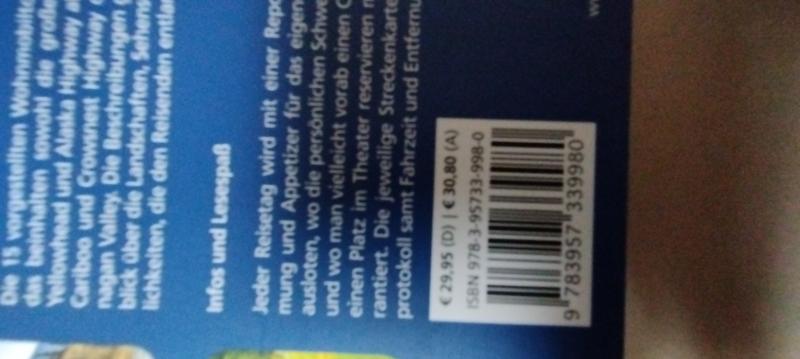 Die 15 vorgestellten Wohnmobilto
das beinhalten sowohl die große
Yellowhead und Alaska Highway a
Cariboo und Crowsnest Highway
nagan Valley. Die Beschreibungen
blick über die Landschaften, Sehens
lichkeiten, die den Reisenden entlan
Infos und Lesespaß
Jeder Reisetag wird mit einer Repo
mung und Appetizer für das eigen
ausloten, wo die persönlichen Schwe
und wo man vielleicht vorab einen
einen Platz im Theater reservieren
rantiert. Die jeweilige Streckenkarte
protokoll samt Fahrzeit und Entfernu
€ 29,95 (D) | € 30,80 (A)
ISBN 978-3-95733-998-0
9 783957 339980